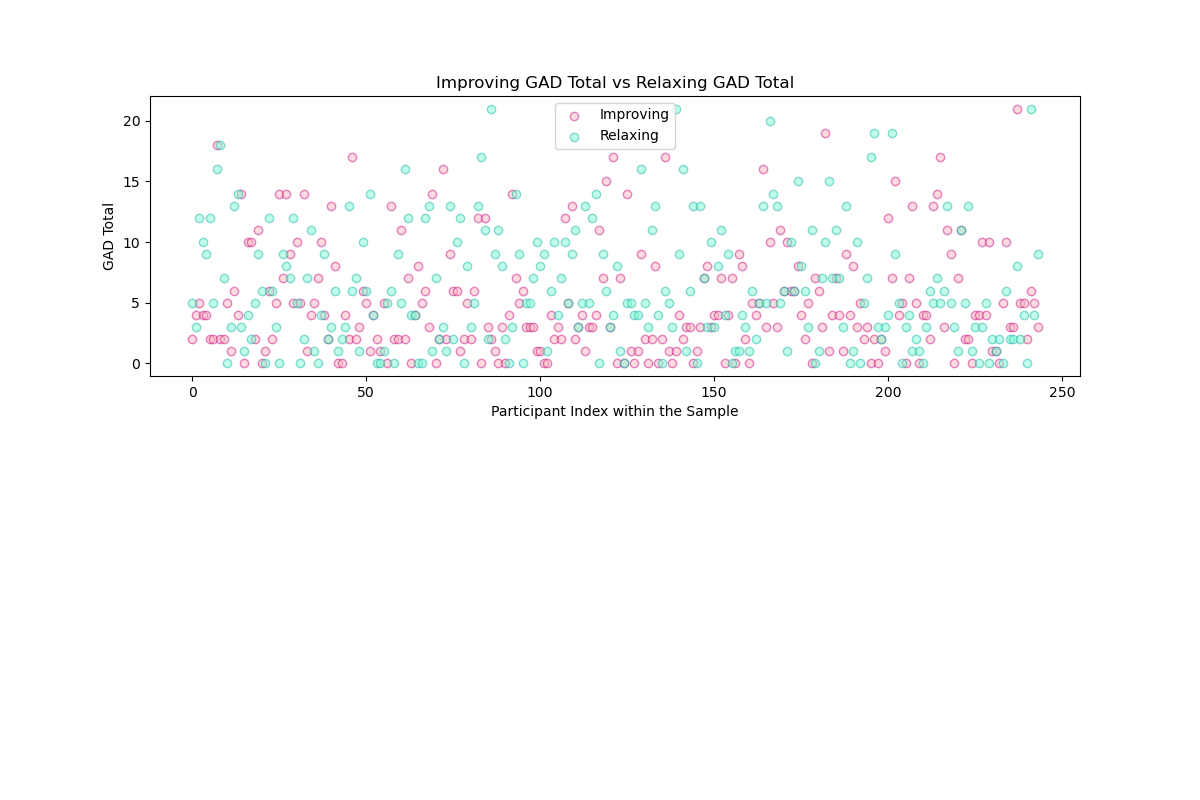 Improving GAD Total vs Relaxing GAD Total
Improving
Relaxing
GAD Total
20
15
10
5
0
0 50 100 150 200 250
Participant Index within the Sample